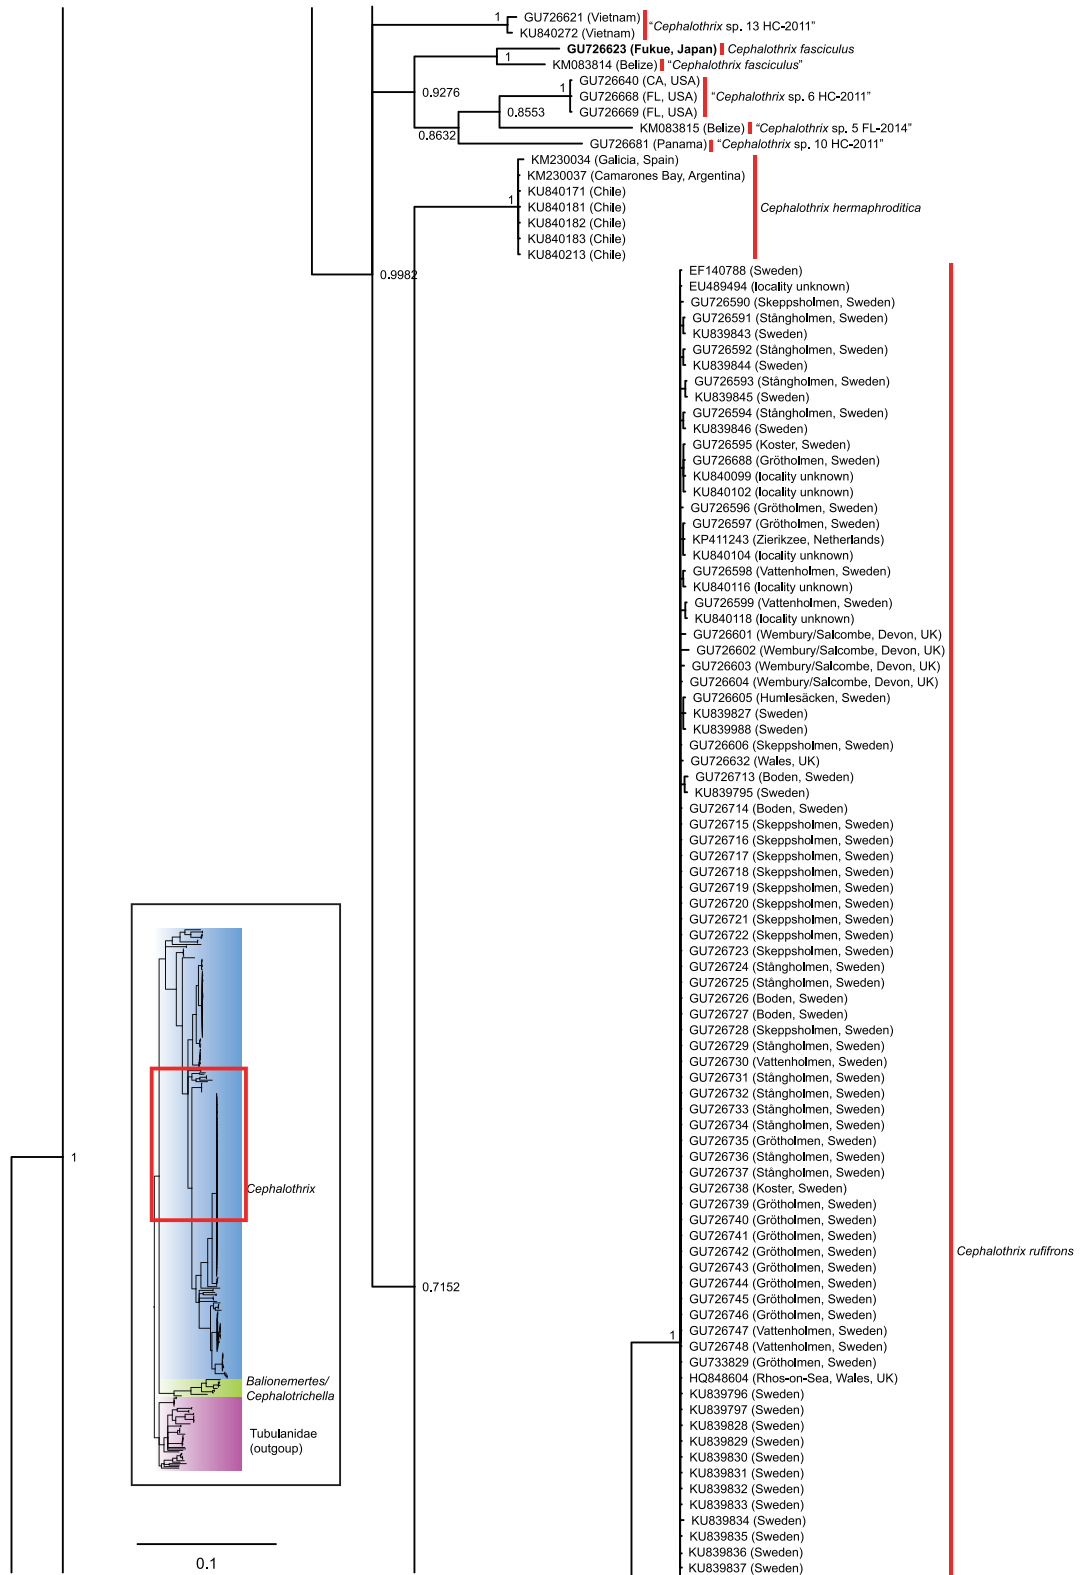 1
GU726621 (Vietnam)
KU840272 (Vietnam)
“Cephalothrix sp. 13 HC-2011”
GU726623 (Fukue, Japan)
Cephalothrix fasciculus
1
KM083814 (Belize)
“Cephalothrix fasciculus”
0.9276
GU726640 (CA, USA)
1
GU726668 (FL, USA)
“Cephalothrix sp. 6 HC-2011”
0.8553
GU726669 (FL, USA)
KM083815 (Belize)
“Cephalothrix sp. 5 FL-2014”
0.8632
GU726681 (Panama)
“Cephalothrix sp. 10 HC-2011”
KM230034 (Galicia, Spain)
KM230037 (Camarones Bay, Argentina)
KU840171 (Chile)
1
KU840181 (Chile)
Cephalothrix hermaphroditica
KU840182 (Chile)
KU840183 (Chile)
KU840213 (Chile)
0.9982
EF140788 (Sweden)
EU489494 (locality unknown)
GU726590 (Skeppsholmen, Sweden)
GU726591 (Stångholmen, Sweden)
KU839843 (Sweden)
GU726592 (Stångholmen, Sweden)
KU839844 (Sweden)
GU726593 (Stångholmen, Sweden)
KU839845 (Sweden)
GU726594 (Stångholmen, Sweden)
KU839846 (Sweden)
GU726595 (Koster, Sweden)
GU726688 (Grötholmen, Sweden)
KU840099 (locality unknown)
KU840102 (locality unknown)
GU726596 (Grötholmen, Sweden)
GU726597 (Grötholmen, Sweden)
KP411243 (Zierikzee, Netherlands)
KU840104 (locality unknown)
GU726598 (Vattenholmen, Sweden)
KU840116 (locality unknown)
GU726599 (Vattenholmen, Sweden)
KU840118 (locality unknown)
GU726601 (Wembury/Salcombe, Devon, UK)
GU726602 (Wembury/Salcombe, Devon, UK)
GU726603 (Wembury/Salcombe, Devon, UK)
GU726604 (Wembury/Salcombe, Devon, UK)
GU726605 (Humlesäcken, Sweden)
KU839827 (Sweden)
KU839988 (Sweden)
GU726606 (Skeppsholmen, Sweden)
GU726632 (Wales, UK)
GU726713 (Boden, Sweden)
KU839795 (Sweden)
GU726714 (Boden, Sweden)
GU726715 (Skeppsholmen, Sweden)
GU726716 (Skeppsholmen, Sweden)
GU726717 (Skeppsholmen, Sweden)
GU726718 (Skeppsholmen, Sweden)
GU726719 (Skeppsholmen, Sweden)
GU726720 (Skeppsholmen, Sweden)
GU726721 (Skeppsholmen, Sweden)
GU726722 (Skeppsholmen, Sweden)
GU726723 (Skeppsholmen, Sweden)
GU726724 (Stångholmen, Sweden)
GU726725 (Stångholmen, Sweden)
GU726726 (Boden, Sweden)
GU726727 (Boden, Sweden)
GU726728 (Skeppsholmen, Sweden)
GU726729 (Stångholmen, Sweden)
GU726730 (Vattenholmen, Sweden)
GU726731 (Stångholmen, Sweden)
GU726732 (Stångholmen, Sweden)
GU726733 (Stångholmen, Sweden)
GU726734 (Stångholmen, Sweden)
GU726735 (Grötholmen, Sweden)
GU726736 (Stångholmen, Sweden)
GU726737 (Stångholmen, Sweden)
GU726738 (Koster, Sweden)
GU726739 (Grötholmen, Sweden)
GU726740 (Grötholmen, Sweden)
GU726741 (Grötholmen, Sweden)
GU726742 (Grötholmen, Sweden)
GU726743 (Grötholmen, Sweden)
GU726744 (Grötholmen, Sweden)
GU726745 (Grötholmen, Sweden)
GU726746 (Grötholmen, Sweden)
GU726747 (Vattenholmen, Sweden)
GU726748 (Vattenholmen, Sweden)
GU733829 (Grötholmen, Sweden)
HQ848604 (Rhos-on-Sea, Wales, UK)
KU839796 (Sweden)
KU839797 (Sweden)
KU839828 (Sweden)
KU839829 (Sweden)
KU839830 (Sweden)
KU839831 (Sweden)
KU839832 (Sweden)
KU839833 (Sweden)
KU839834 (Sweden)
KU839835 (Sweden)
KU839836 (Sweden)
KU839837 (Sweden)
Cephalothrix rufifrons
1
0.7152
1
Cephalothrix
Balionemertes/
Cephalotrichella
Tubulanidae
(outgoup)
0.1